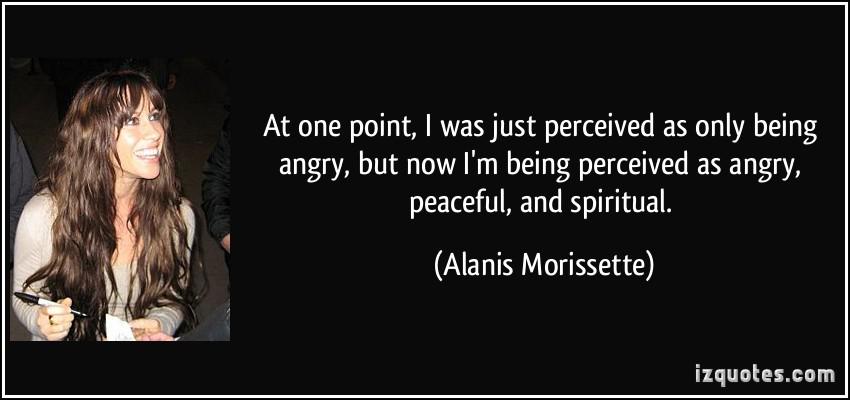 At one point, I was just perceived as only being
angry, but now I'm being perceived as angry,
peaceful, and spiritual.
(Alanis Morissette)
izquotes.com